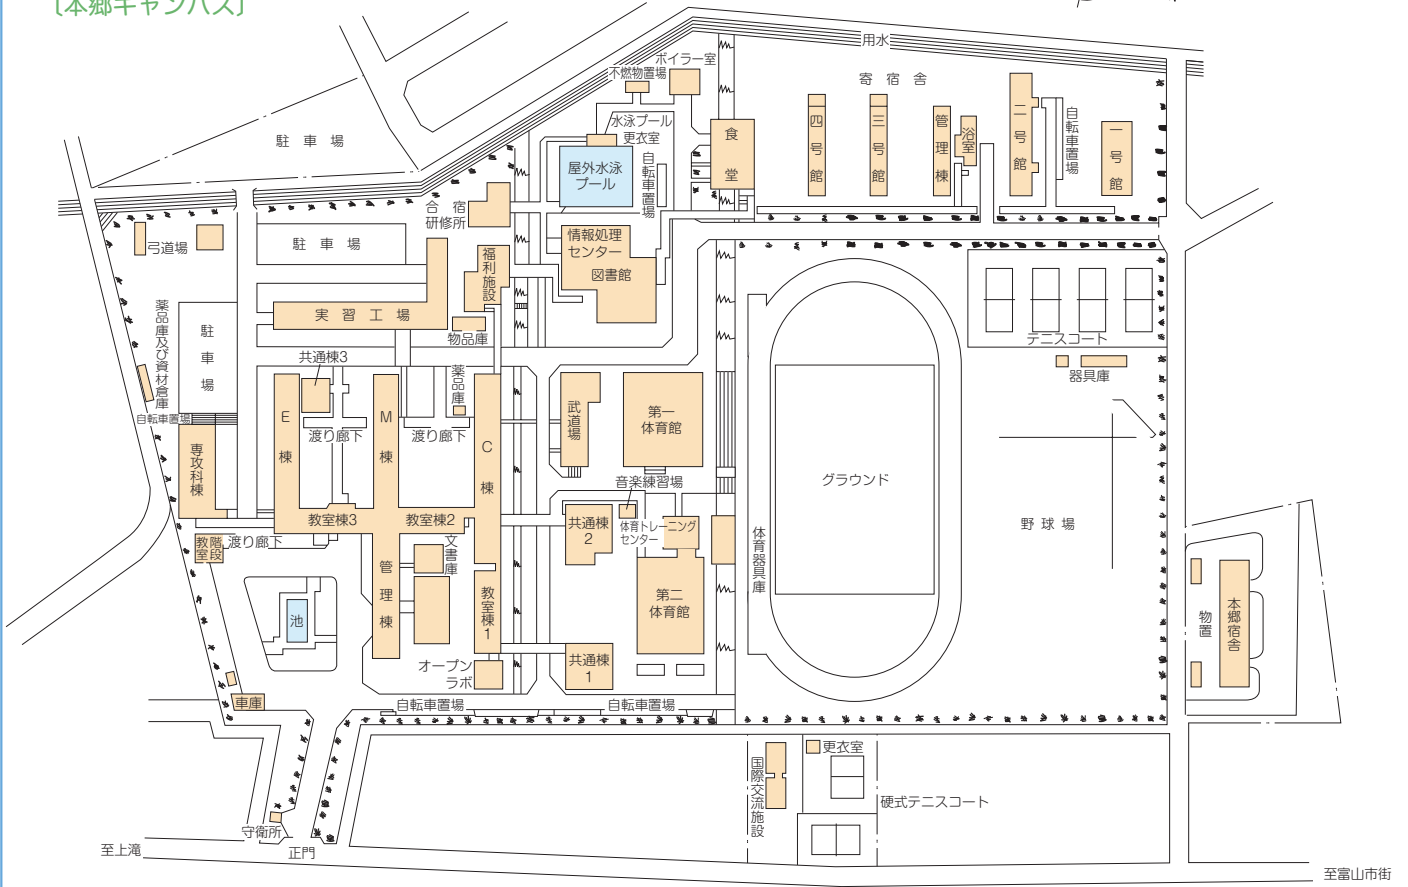 〔本郷キャンパス〕
用水
ボイラー室
不燃物置場
寄宿舎
駐車場
水泳プール
更衣室
食堂
四号館
三号館
管理棟
浴室
二号館
自転車置場
一号館
屋外水泳
プール
自転車置場
合宿
研修所
弓道場
駐車場
福利施設
情報処理
センター
図書館
薬品庫及び資材倉庫
駐車場
実習工場
物品庫
テニスコート
器具庫
共通棟3
薬品庫
自転車置場
E棟
M棟
C棟
渡り廊下
渡り廊下
武道場
第一
体育館
専攻科棟
グラウンド
音楽練習場
教室棟3
教室棟2
共通棟
2
体育トレーニング
センター
体育器具庫
野球場
階段
教室
渡り廊下
文書庫
管理棟
教室棟1
第二
体育館
池
物置
本郷宿舎
オープン
ラボ
共通棟
1
車庫
自転車置場
自転車置場
国際交流施設
更衣室
硬式テニスコート
守衛所
正門
至上滝
至富山市街